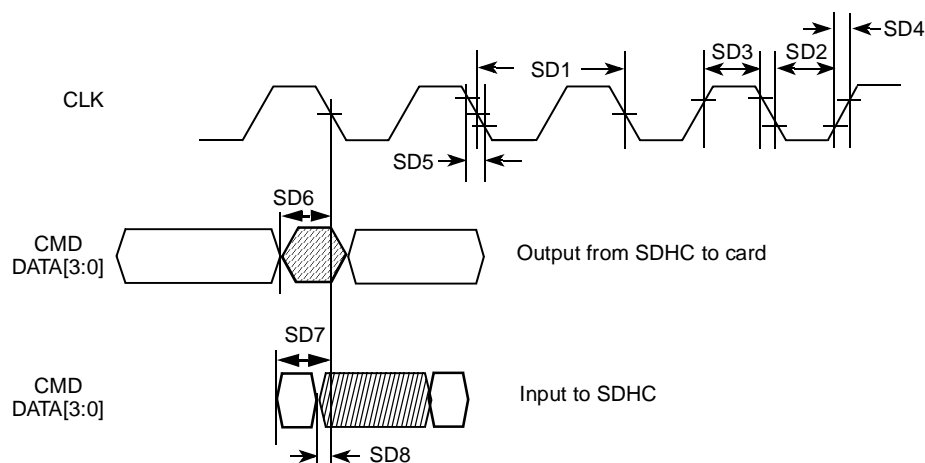 SD4
SD3
SD2
SD1
CLK
SD5
SD6
CMD
DATA[3:0]
Output from SDHC to card
SD7
CMD
DATA[3:0]
Input to SDHC
SD8